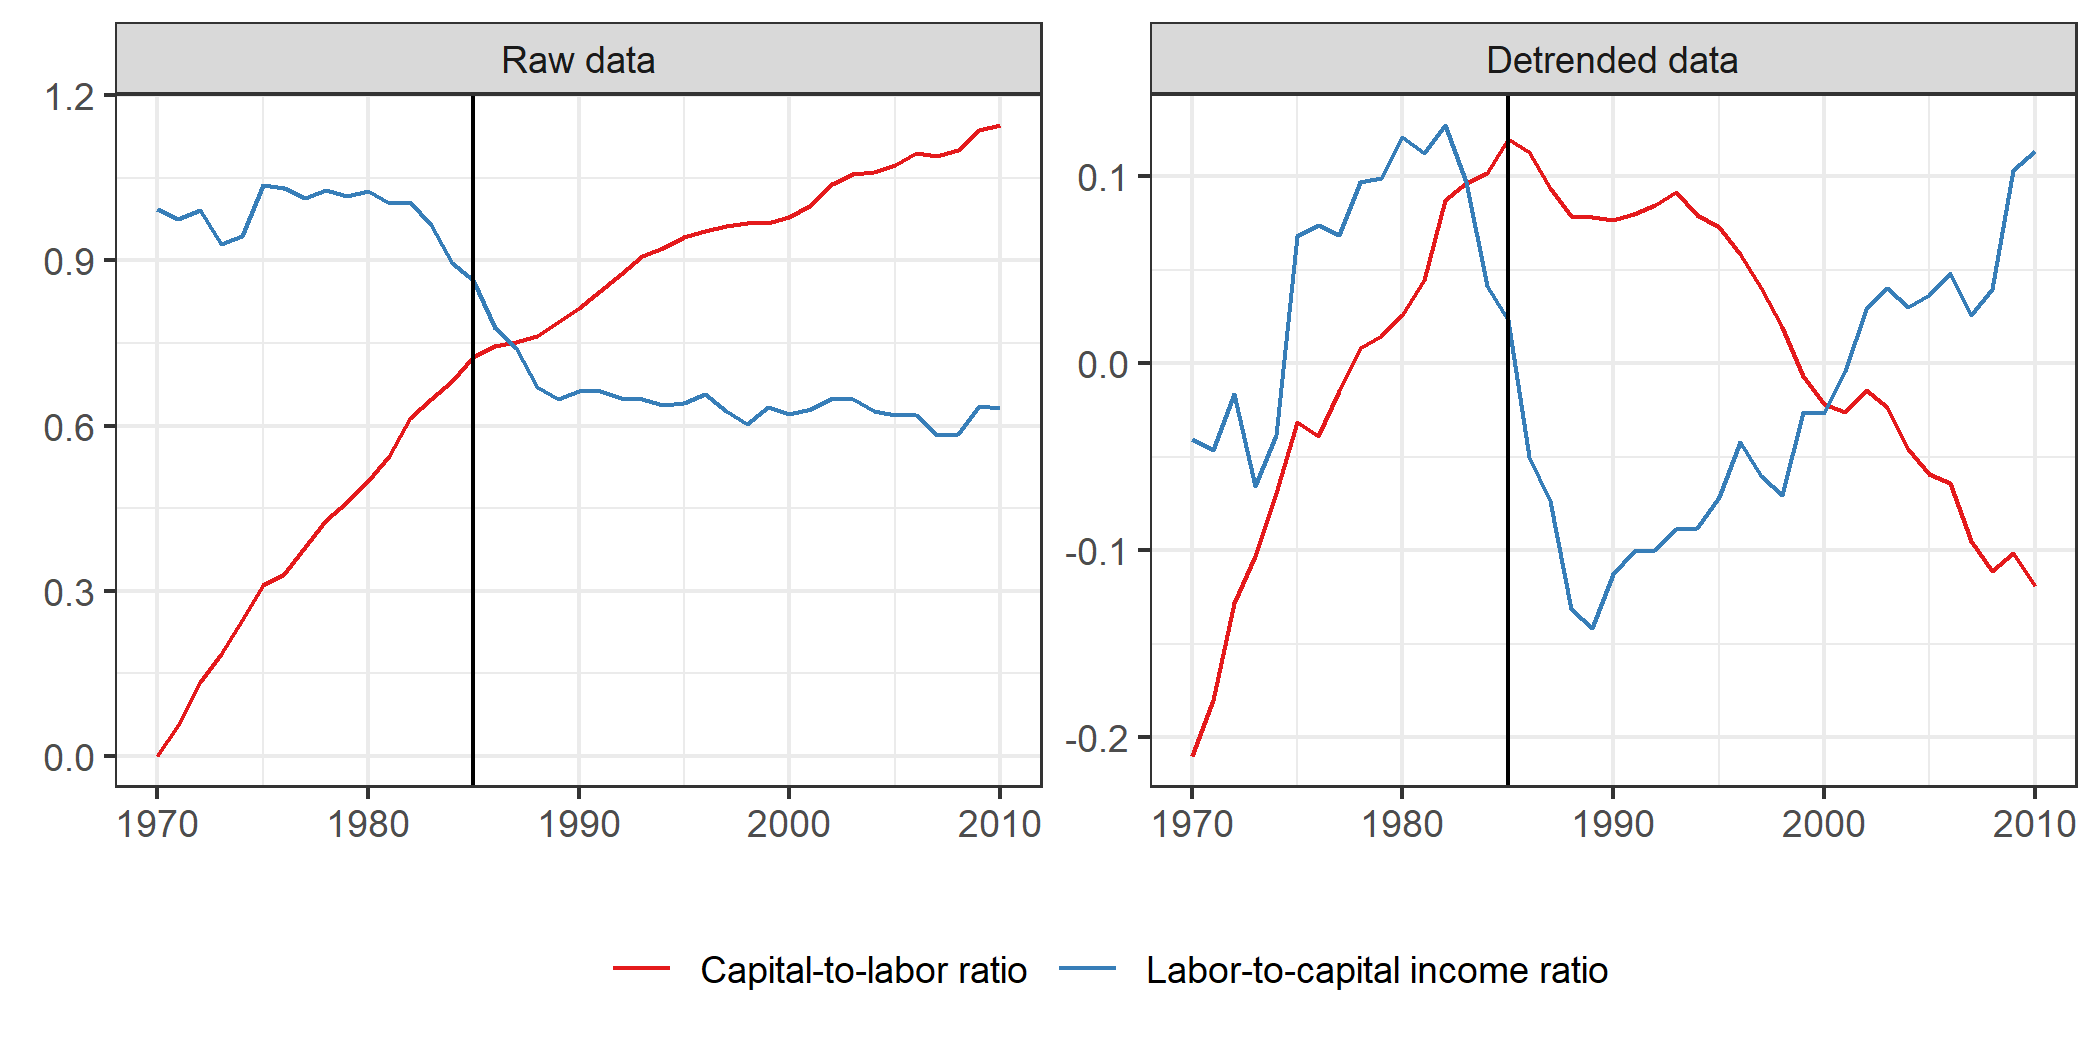 Raw data
Detrended data
1.2
0.9
0.6
0.3
0.0
0.1
0.0
-0.1
-0.2
1970 1980 1990 2000 2010
1970 1980 1990 2000 2010
Capital-to-labor ratio Labor-to-capital income ratio